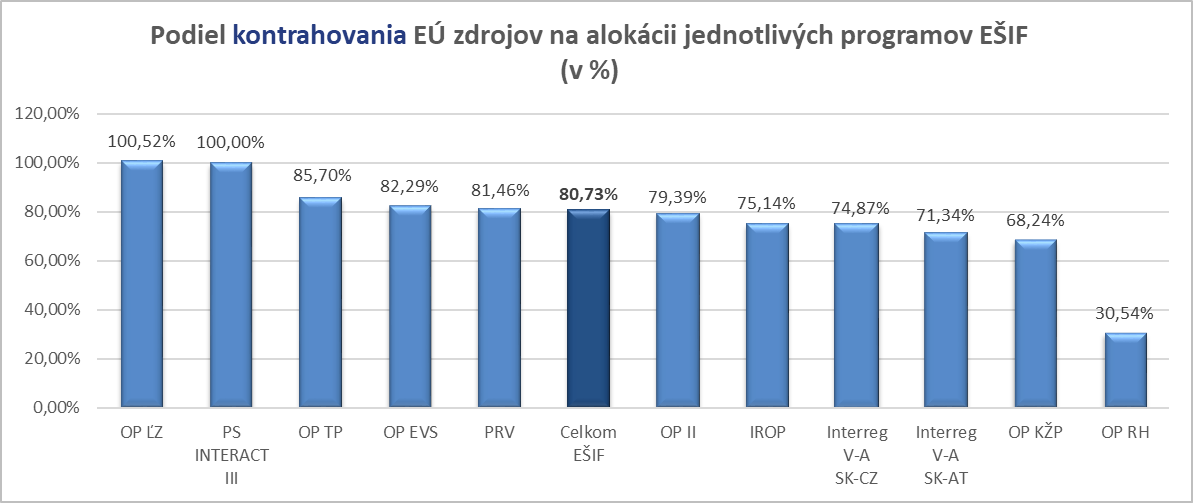 Podiel kontrahovania EÚ zdrojov na alokácii jednotlivých programov EŠIF
(v %)
120,00%
100,00%
80,00%
60,00%
40,00%
20,00%
0,00%
100,52%
100,00%
85,70%
82,29%
81,46%
80,73%
79,39%
75,14%
74,87%
71,34%
68,24%
30,54%
OP ĽZ
PS
INTERACT
III
OP TP
OP EVS
PRV
Celkom
EŠIF
OP II
IROP
Interreg
V-A
SK-CZ
Interreg
V-A
SK-AT
OP KŽP
OP RH